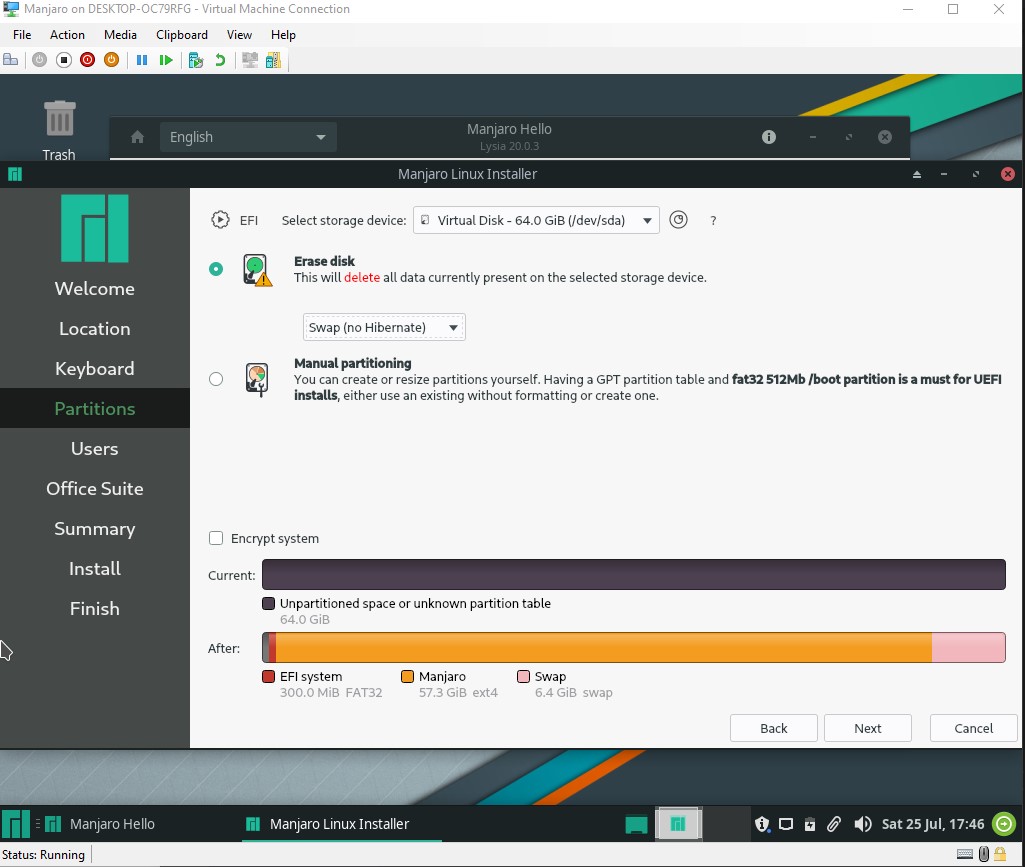 Manjaro on DESKTOP-OC79RFG - Virtual Machine Connection
File Action Media Clipboard View Help
Trash
English
Manjaro Hello
Lysia 20.0.3
Manjaro Linux Installer
Welcome
Location
Keyboard
Partitions
Users
Office Suite
Summary
Install
Finish
EFI Select storage device: Virtual Disk - 64.0 GiB (/dev/sda) ?
Erase disk
This will delete all data currently present on the selected storage device.
Swap (no Hibernate)
Manual partitioning
You can create or resize partitions yourself. Having a GPT partition table and fat32 512Mb /boot partition is a must for UEFI
installs, either use an existing without formatting or create one.
Encrypt system
Current:
Unpartitioned space or unknown partition table
64.0 GiB
After:
EFI system Manjaro Swap
300.0 MiB FAT32 57.3 GiB ext4 6.4 GiB swap
Back Next Cancel
Manjaro Hello Manjaro Linux Installer Sat 25 Jul, 17:46
Status: Running